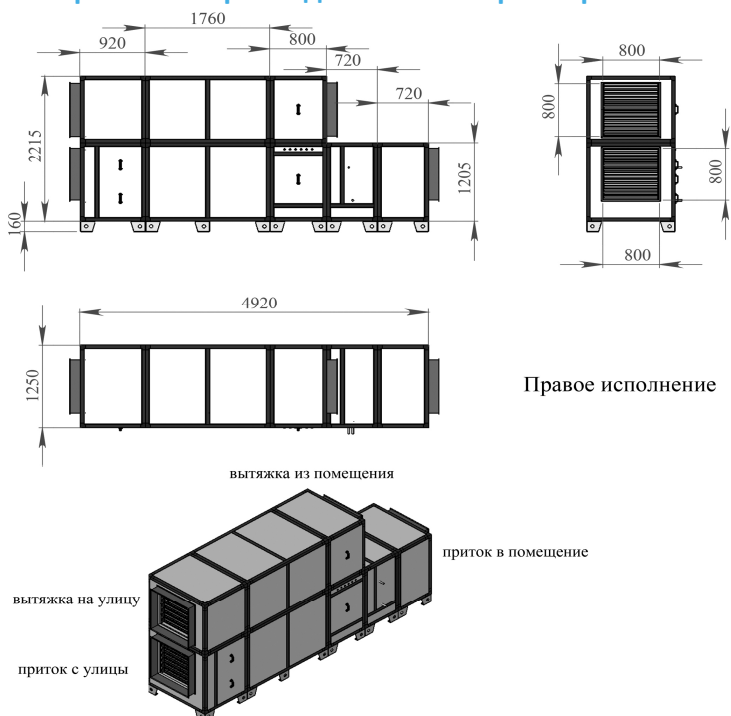 1760
920
800
720
720
2215
160
1205
800
800
800
800
4920
1250
Правое исполнение
вытяжка из помещения
приток в помещение
вытяжка на улицу
приток с улицы